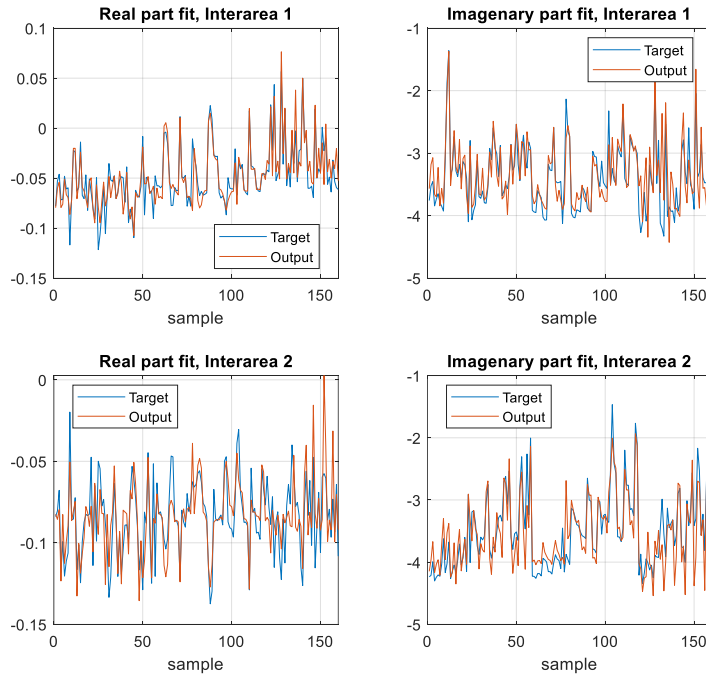 Real part fit, Interarea 1
0.1
0.05
0
-0.05
-0.1
-0.15
0
50
100
150
sample
Target
Output
Imagenary part fit, Interarea 1
-1
-2
-3
-4
-5
0
50
100
150
sample
Target
Output
Real part fit, Interarea 2
0
-0.05
-0.1
-0.15
0
50
100
150
sample
Target
Output
Imagenary part fit, Interarea 2
-1
-2
-3
-4
-5
0
50
100
150
sample
Target
Output